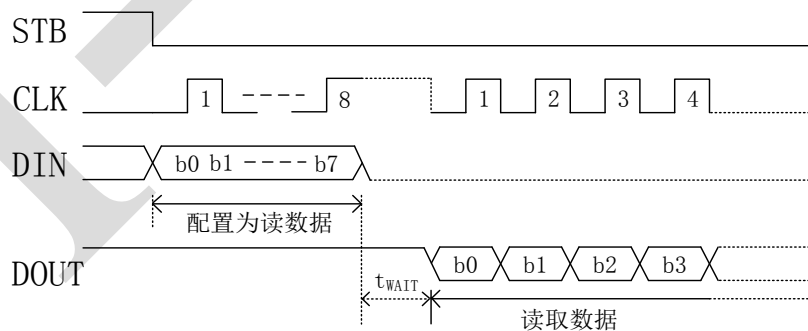 STB
CLK 1 ---- 8 1 2 3 4
DIN b0 b1 ---- b7
配置为读数据
DOUT b0 b1 b2 b3
tWAIT
读取数据